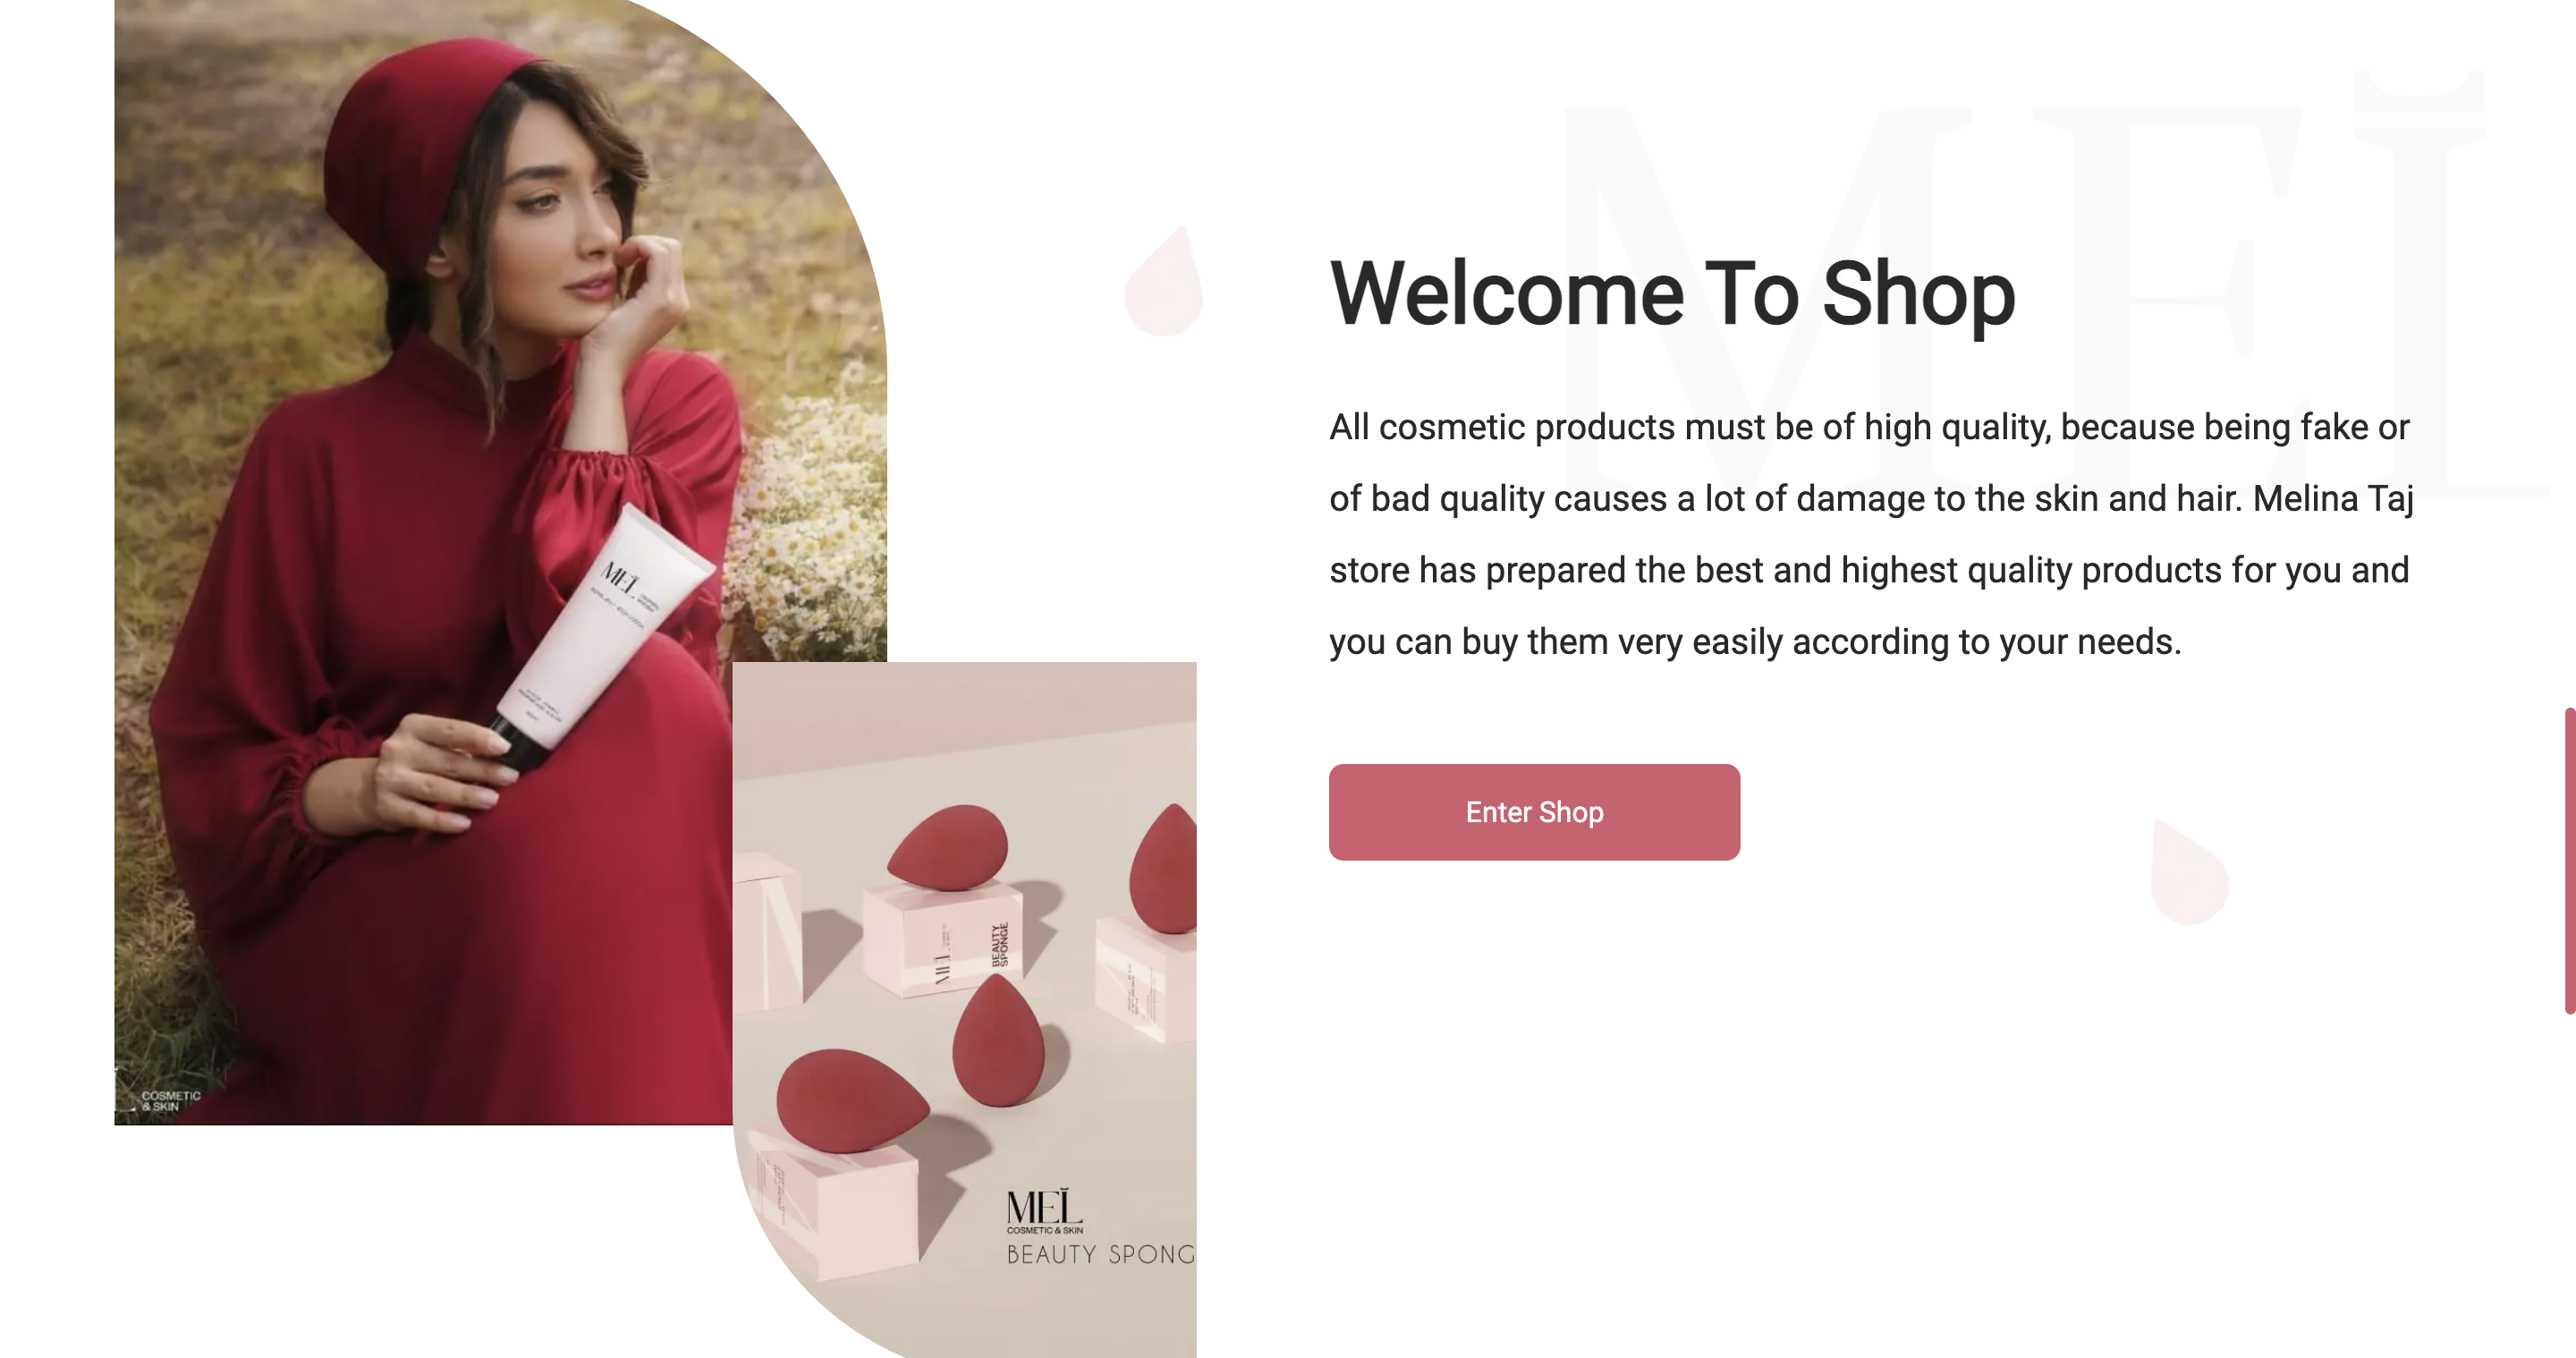 MEL
Welcome To Shop
All cosmetic products must be of high quality, because being fake or
of bad quality causes a lot of damage to the skin and hair. Melina Taj
store has prepared the best and highest quality products for you and
you can buy them very easily according to your needs.
Enter Shop
MEL
COSMETIC
& SKIN
MEL
BEAUTY
SPONGE
MEL
COSMETIC & SKIN
BEAUTY SPONG